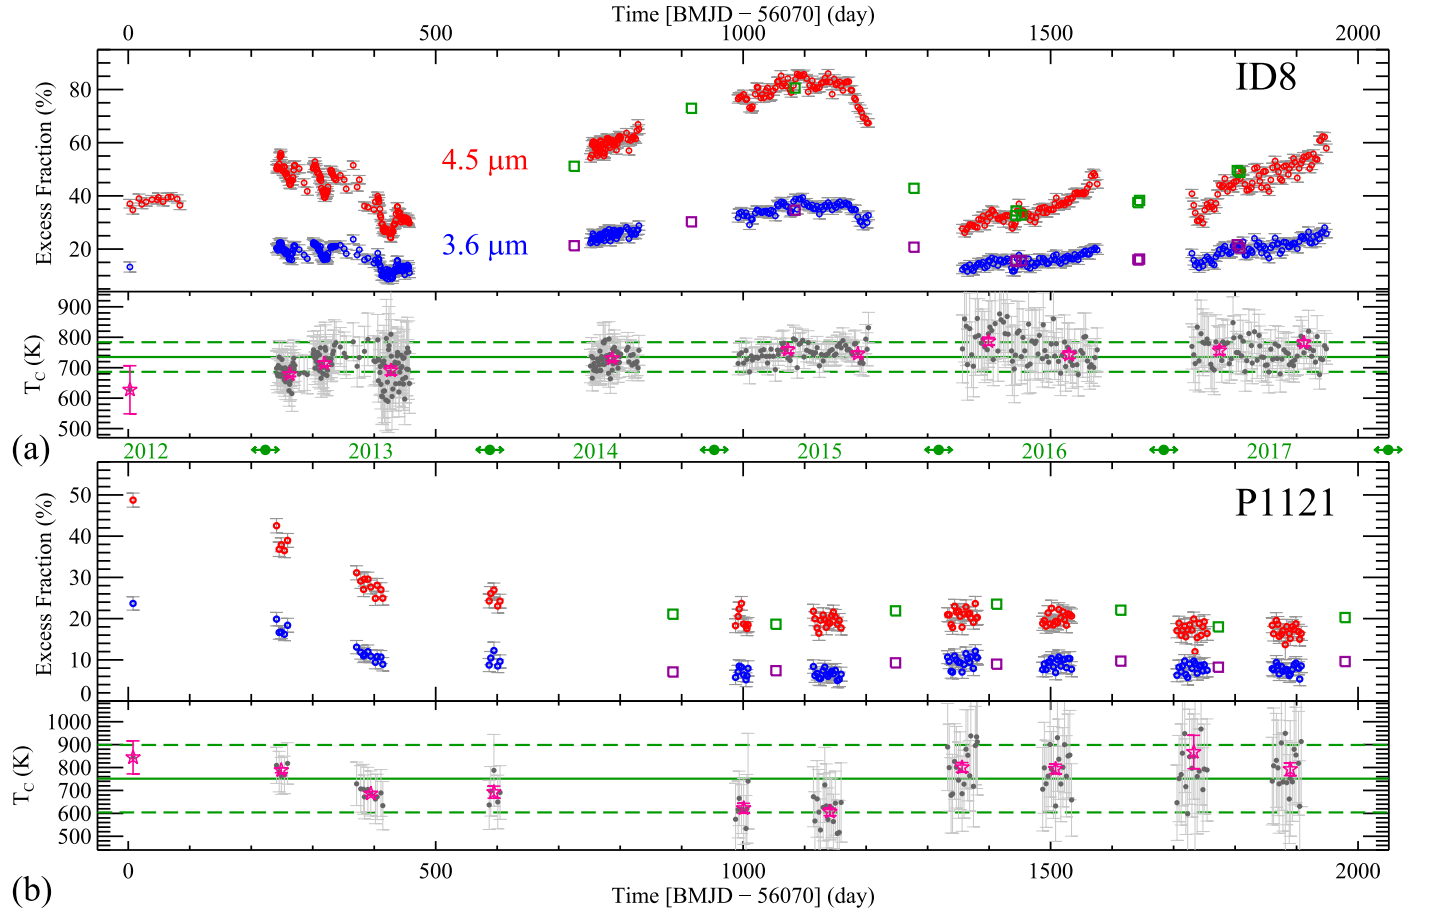 Time [BMJD − 56070] (day)
0 500 1000 1500 2000
ID8
Excess Fraction (%)
80
60
40
20
4.5 μm
3.6 μm
T_C (K)
900
800
700
600
500
(a)
2012 2013 2014 2015 2016 2017
P1121
Excess Fraction (%)
50
40
30
20
10
0
T_C (K)
1000
900
800
700
600
500
0 500 1000 1500 2000
(b)
Time [BMJD − 56070] (day)